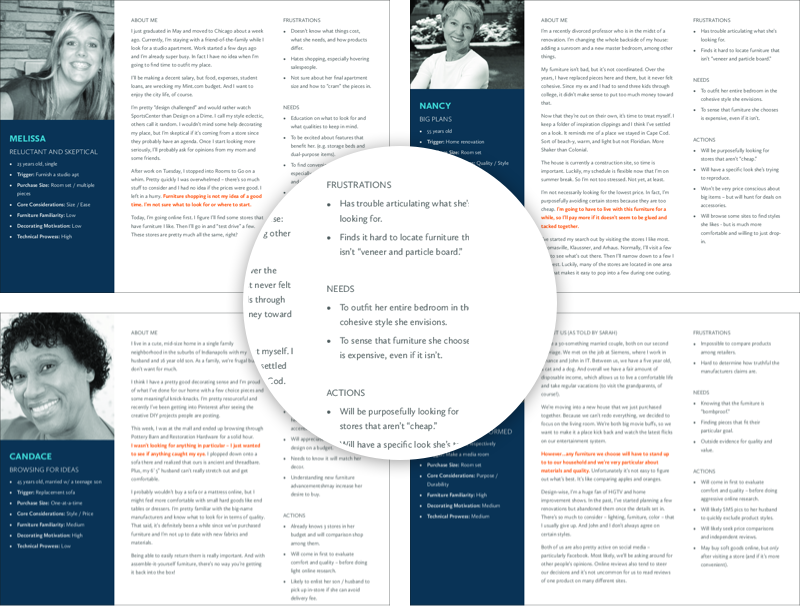 MELISSA
RELUCTANT AND SKEPTICAL
• 23 years old, single
• Trigger: Furnish a studio apt
• Purchase Size: Room set / multiple
pieces
• Core Considerations: Size / Ease
• Furniture Familiarity: Low
• Decorating Motivation: Low
• Technical Prowess: High
ABOUT ME
I just graduated in May and moved to Chicago about a week
ago. Currently, I'm staying with a friend-of-the-family while I
look for a studio apartment. Work started a few days ago
and I'm already super busy. In fact I have no idea when I'm
going to find time to outfit my place.
I'll be making a decent salary, but food, expenses, student
loans, are wrecking my Mint.com budget. And I want to
enjoy the city life, of course.
I'm pretty "design challenged" and would rather watch
SportsCenter than Design on a Dime. I call my style eclectic,
others call it random. I wouldn't mind some help decorating
my place, but I'm skeptical if it's coming from a store since
they probably have an agenda. Once I start looking more
seriously, I'll probably ask for opinions from my mom and
some friends.
After work on Tuesday, I stopped into Rooms to Go on a
whim. Pretty quickly I was overwhelmed – there's so much
stuff to consider and I had no idea if the prices were good. I
left in a hurry. Furniture shopping is not my idea of a good
time. I'm not sure what to look for or where to start.
Today, I'm going online first. I figure I'll find some stores that
have furniture I like. Then I'll go in and "test drive" a
These stores are pretty much all the same, right?
FRUSTRATIONS
• Doesn't know what things cost,
what she needs, and how products
differ.
• Hates shopping, especially hovering
salespeople.
• Not sure about her final apartment
size and how to "cram" the pieces in.
NEEDS
• Education on what to look for and
what qualities to keep in mind.
• To be excited about features that
benefit her. (e.g. storage beds and
dual-purpose items).
NANCY
BIG PLANS
• 55 years old
• Trigger: Home renovation
Size: Room set
Quality / Style
ABOUT ME
I'm a recently divorced professor who is in the midst of a
renovation. I'm changing the whole backside of my house:
adding a sunroom and a new master bedroom, among other
things.
My furniture isn't bad, but it's not coordinated. Over the
years, I have replaced pieces here and there, but it never felt
cohesive. Since my ex and I had to send three kids through
college, it didn't make sense to put too much money toward
that.
Now that they're out on their own, it's time to treat myself. I
keep a folder of inspiration clippings and I think I've settled
on a look. It reminds me of a place we stayed in Cape Cod.
Sort of beach-y, warm, and light but not Floridian. More
Shaker than Colonial.
The house is currently a construction site, so time is
important. Luckily, my schedule is flexible now that I'm on
summer break. So I'm not too stressed. Not yet, at least.
I'm not necessarily looking for the lowest price. In fact, I'm
purposefully avoiding certain stores because they are too
cheap. I'm going to have to live with this furniture for a
while, so I'll pay more if it doesn't seem to be glued and
tacked together.
started my search out by visiting the stores I like most.
Thomasville, Klaussner, and Arhaus. Normally, I'll visit a few
to see what's out there. Then I'll narrow down to a few I
best. Luckily, many of the stores are located in one area
that makes it easy to pop into a few during one outing.
FRUSTRATIONS
• Has trouble articulating what she's
looking for.
• Finds it hard to locate furniture that
isn't "veneer and particle board."
NEEDS
• To outfit her entire bedroom in the
cohesive style she envisions.
• To sense that furniture she chooses
is expensive, even if it isn't.
ACTIONS
• Will be purposefully looking for
stores that aren't "cheap."
• Will have a specific look she's trying to
reproduce.
• Won't be very price conscious about
big items – but will hunt for deals on
accessories.
• Will browse some sites to find styles
she likes – but is much more
comfortable and willing to just drop-
in.
se:
g other
ver the
t never felt
s through
ney toward
t myself. I
settled
Cod.
FRUSTRATIONS
• Has trouble articulating what she's
looking for.
• Finds it hard to locate furniture th
isn't "veneer and particle board."
NEEDS
• To outfit her entire bedroom in th
cohesive style she envisions.
• To sense that furniture she choose
is expensive, even if it isn't.
ACTIONS
• Will be purposefully looking for
stores that aren't "cheap."
Will have a specific look she's
CANDACE
BROWSING FOR IDEAS
• 45 years old, married w/ a teenage son
• Trigger: Replacement sofa
• Purchase Size: One-at-a-time
• Core Considerations: Style / Price
• Furniture Familiarity: Medium
• Decorating Motivation: High
• Technical Prowess: Low
ABOUT ME
I live in a cute, mid-size home in a single family
neighborhood in the suburbs of Indianapolis with my
husband and 16 year old son. As a family, we're frugal
don't want for much.
I think I have a pretty good decorating sense and I'm proud
of what I've done of our home with a few choice pieces and
some meaningful knick-knacks. I'm pretty resourceful and
recently I've been getting into Pinterest after seeing the
creative DIY projects people are posting.
This week, I was at the mall and ended up browsing through
Pottery Barn and Restoration Hardware for a solid hour.
I wasn't looking for anything in particular – I just wanted
to see if anything caught my eye. I plopped down onto a
sofa there and realized that ours is ancient and threadbare.
Plus, my 6' 5" husband can't really stretch out and get
comfortable.
I probably wouldn't buy a sofa or a mattress online, but I
might feel more comfortable with small hard goods like end
tables or dressers. I'm pretty familiar with the big-name
manufacturers and know what to look for in terms of quality.
That said, it's definitely been a while since we've purchased
furniture and I'm not up to date with new fabrics and
materials.
Being able to easily return them is really important. And with
assemble-it-yourself furniture, there's no way you're getting
it back into the box!
design on a budget.
• Needs to know it will match her
decor.
• Understanding new furniture
advancements
desire to buy.
ACTIONS
• Already knows 3 stores in her
budget and will comparison shop
among them.
• Will come in first to evaluate
comfort and quality – before doing
light online research.
• Likely to enlist her son / husband to
pick up in-store if she can avoid
delivery fee.
Make a media room
• Purchase Size: Room set
• Core Considerations: Purpose /
Durability
• Furniture Familiarity: High
• Decorating Motivation: Medium
• Technical Prowess: Medium
US (AS TOLD BY SARAH)
a young-ish married couple, both on our second
We met on the job at Siemens, where I work in
finance and John in IT. Between us, we have a five year old,
a cat and a dog. And overall we have a fair amount of
disposable income, which allows us to live a comfortable life
and take regular vacations (to visit the grandparents, of
course!).
We're moving into a new house that we just purchased
together. Because we can't redo everything, we decided to
focus on the living room. We're both big movie buffs, so we
want to make it a place kick back and watch the latest flicks
on our entertainment system.
However...any furniture we choose will have to stand up
to our household and we're very particular about
materials and quality. Unfortunately it's not easy to figure
out what's best. It's like comparing apples and oranges.
Design-wise, I'm a huge fan of HGTV and home
improvement shows. In the past, I've started planning a few
renovations but abandoned them once the details set in.
There's so much to consider – lighting, furniture, color – that
I usually give up. And John and I don't always agree on
certain styles.
Both of us are also pretty active on social media –
particularly Facebook. Most likely, we'll be asking around for
other people's opinions. Online reviews also tend to steer
our decisions and it's not uncommon for us to read reviews
of one product on many different sites.
FRUSTRATIONS
• Impossible to compare products
among retailers.
• Hard to determine how truthful the
manufacturers claims are.
NEEDS
• Knowing that the furniture is
"bombproof."
• Finding pieces that fit their
particular goal.
• Outside evidence for quality and
value.
ACTIONS
• Will come in first to evaluate
comfort and quality – before doing
aggressive online research.
• Will likely SMS pics to her husband
to quickly exclude product styles.
• Will likely seek price comparisons
and independent reviews.
• May buy soft goods online, but only
after visiting a store (and if it's more
convenient).